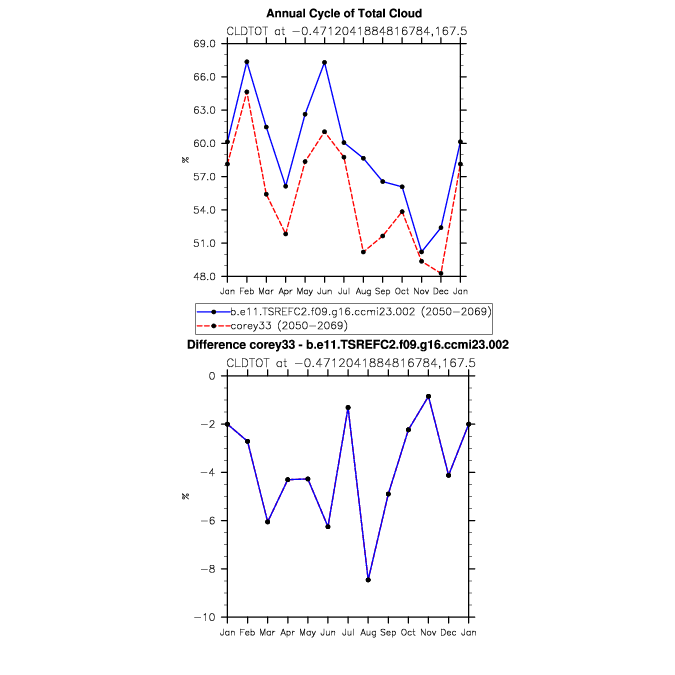 Annual Cycle of Total Cloud
CLDTOT at −0.4712041884816784,167.5
69.0
66.0
63.0
60.0
57.0
54.0
51.0
48.0
%
Jan Feb Mar Apr May Jun Jul Aug Sep Oct Nov Dec Jan
b.e11.TSREFC2.f09.g16.ccmi23.002 (2050−2069)
corey33 (2050−2069)
Difference corey33 - b.e11.TSREFC2.f09.g16.ccmi23.002
CLDTOT at −0.4712041884816784,167.5
0
−2
−4
−6
−8
−10
%
Jan Feb Mar Apr May Jun Jul Aug Sep Oct Nov Dec Jan